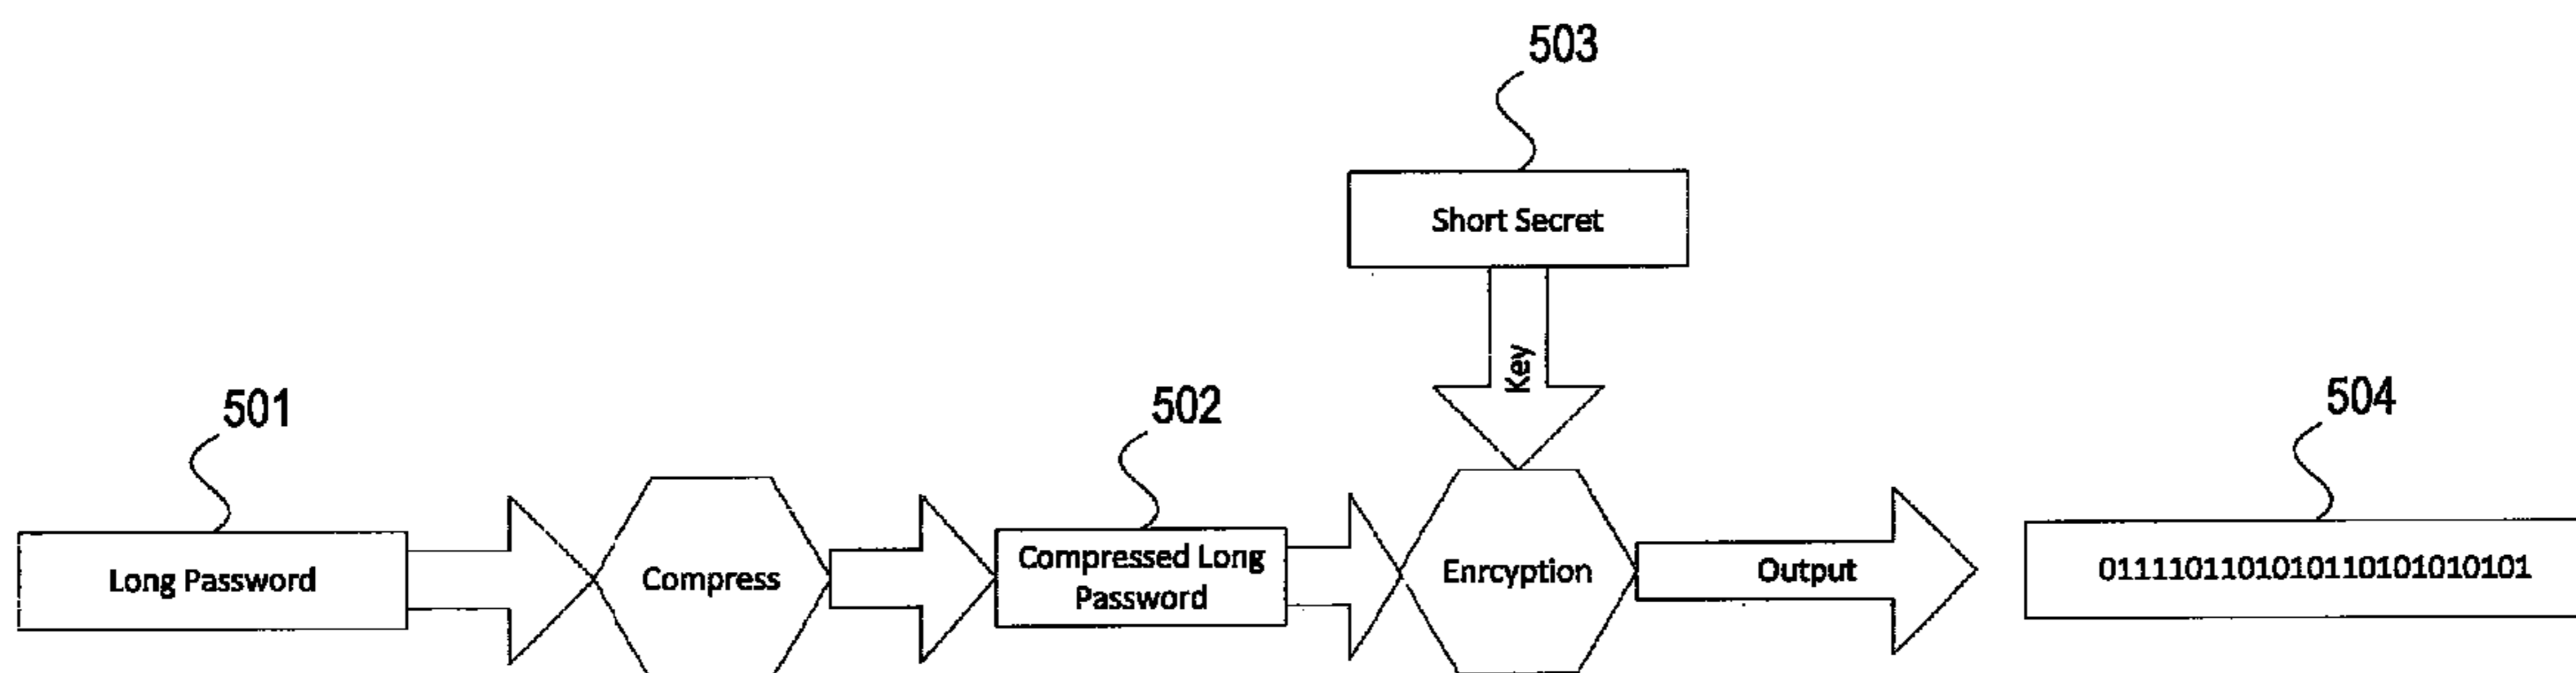 503
Short Secret
Key
501
502
504
Long Password
Compress
Compressed Long
Password
Enrcyption
Output
0111101101010110101010101